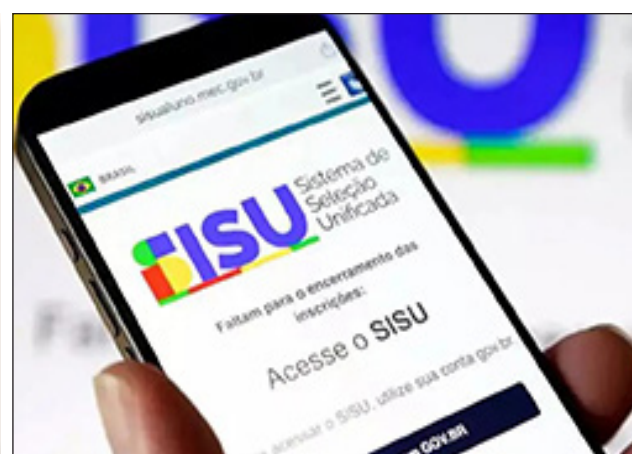 SISU
sisualuno.mec.gov.br
BRASIL
SISU
Sistema de
Seleção
Unificada
Faltam para o encerramento das
inscrições:
Acesse o SISU
acessar o SISU, utilize sua conta gov.br.
GOV.BR